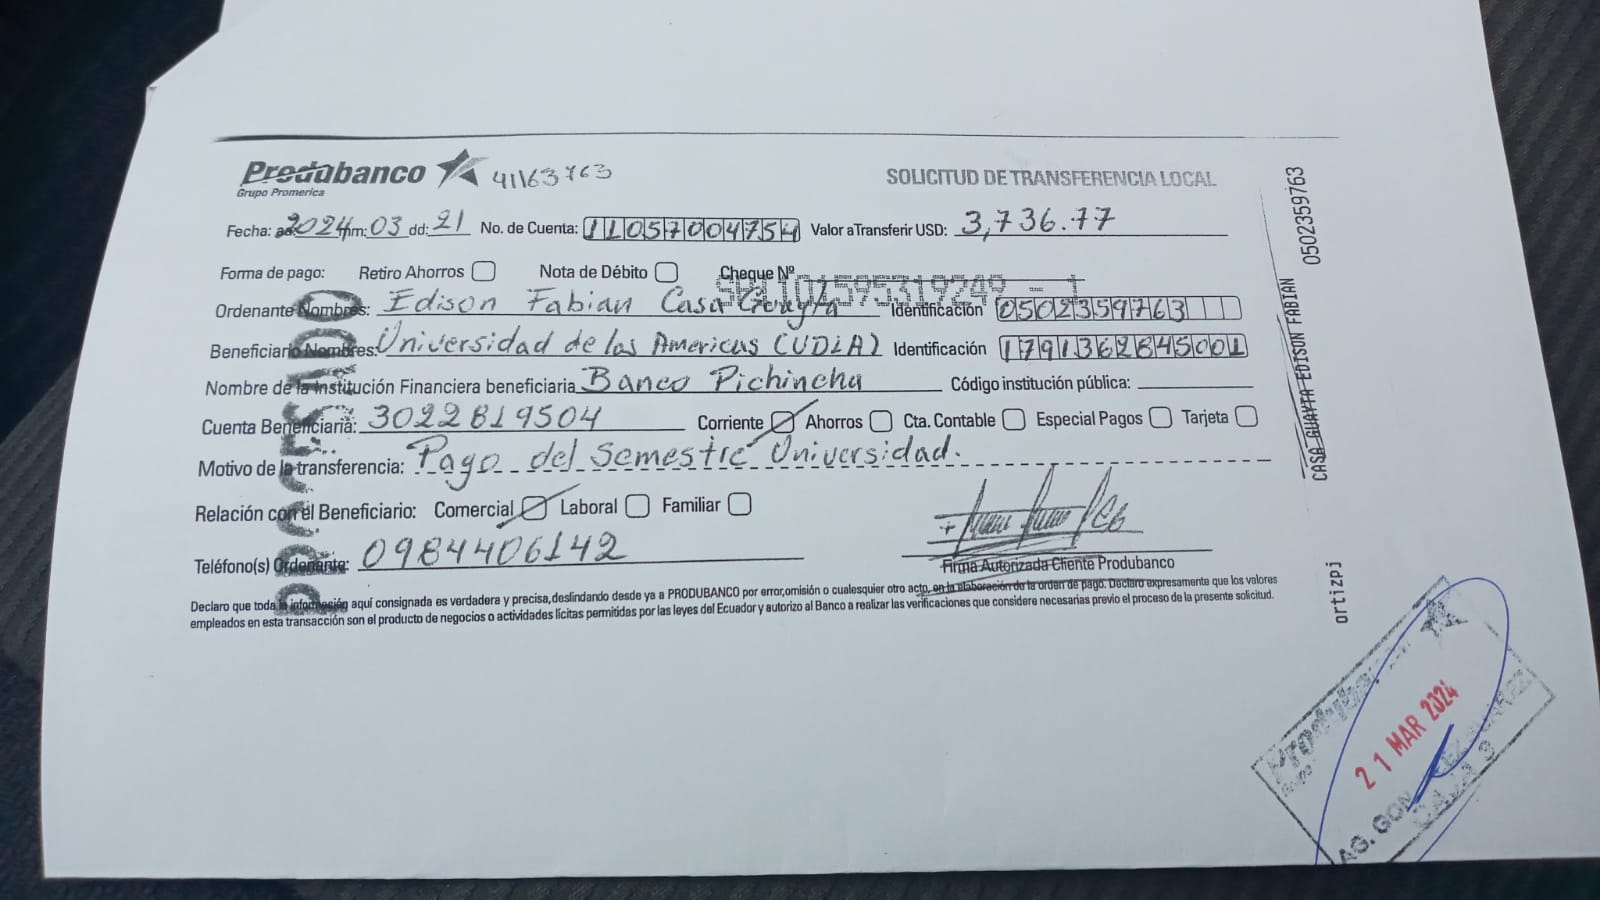 Produbanco 41163763
Grupo Promerica
SOLICITUD DE TRANSFERENCIA LOCAL
Fecha: 2024 mm: 03 dd: 21 No. de Cuenta: 11057004754 Valor a Transferir USD: 3,736.77
Forma de pago: Retiro Ahorros Nota de Débito Cheque Nº
Ordenante Nombres: Edison Fabian Casa Identificación 0502359763
Beneficiario Nombres: Universidad de las Americas (UDLA) Identificación 1791362845001
Nombre de la Institución Financiera beneficiaria Banco Pichincha Código institución pública:
Cuenta Beneficiaria: 3022819504 Corriente Ahorros Cta. Contable Especial Pagos Tarjeta
Motivo de la transferencia: Pago del Semestre Universidad.
Relación con el Beneficiario: Comercial Laboral Familiar
Teléfono(s) Ordenante: 0984406142
Firma Autorizada Cliente Produbanco
Declaro que toda la información aquí consignada es verdadera y precisa, deslindando desde ya a PRODUBANCO por error, omisión o cualesquier otro acto, en la elaboración de la orden de pago. Declaro expresamente que los valores
empleados en esta transacción son el producto de negocios o actividades lícitas permitidas por las leyes del Ecuador y autorizo al Banco a realizar las verificaciones que considere necesarias previo el proceso de la presente solicitud.
CASA GUAYTA EDISON FABIAN 0502359763
ortizpj
Produbanco
21 MAR 2024
AG. GON
CAJA 3